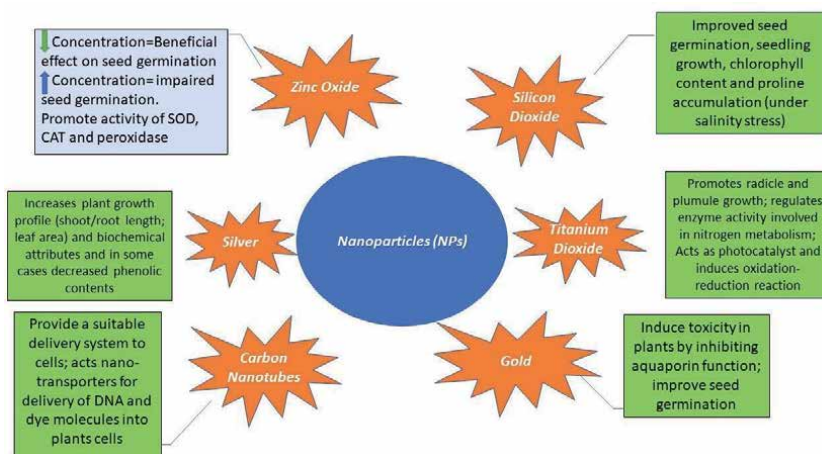 Concentration=Beneficial
effect on seed germination
Concentration= impaired
seed germination.
Promote activity of SOD,
CAT and peroxidase
Zinc Oxide
Silicon
Dioxide
Improved seed
germination, seedling
growth, chlorophyll
content and proline
accumulation (under
salinity stress)
Increases plant growth
profile (shoot/root length;
leaf area) and biochemical
attributes and in some
cases decreased phenolic
contents
Silver
Nanoparticles (NPs)
Titanium
Dioxide
Promotes radicle and
plumule growth; regulates
enzyme activity involved
in nitrogen metabolism;
Acts as photocatalyst and
induces oxidation-
reduction reaction
Provide a suitable
delivery system to
cells; acts nano-
transporters for
delivery of DNA and
dye molecules into
plants cells
Carbon
Nanotubes
Gold
Induce toxicity in
plants by inhibiting
aquaporin function;
improve seed
germination